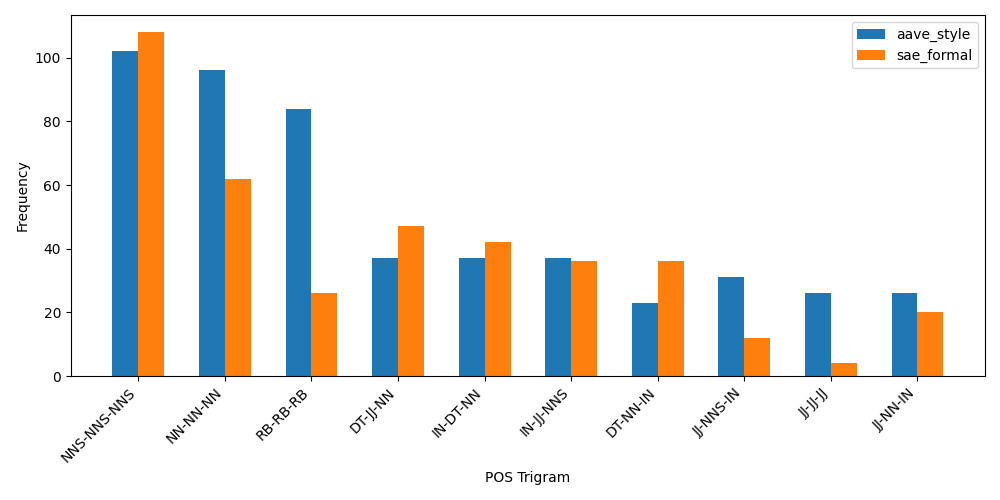 aave_style
sae_formal
Frequency
100
80
60
40
20
0
NNS-NNS-NNS
NN-NN-NN
RB-RB-RB
DT-JJ-NN
IN-DT-NN
IN-JJ-NNS
DT-NN-IN
JJ-NNS-IN
JJ-JJ-JJ
JJ-NN-IN
POS Trigram